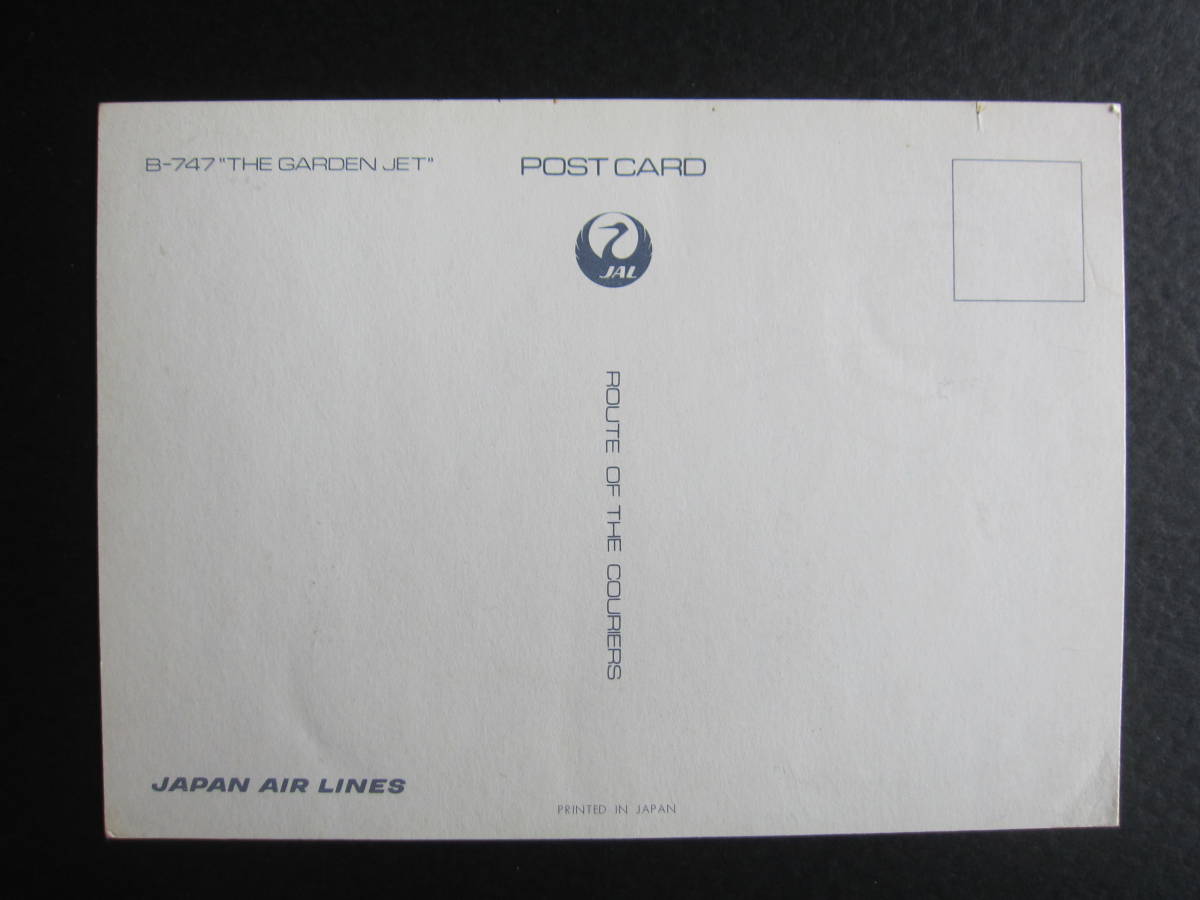 B-747 "THE GARDEN JET"
POST CARD
JAL
ROUTE OF THE COURIERS
JAPAN AIR LINES
PRINTED IN JAPAN